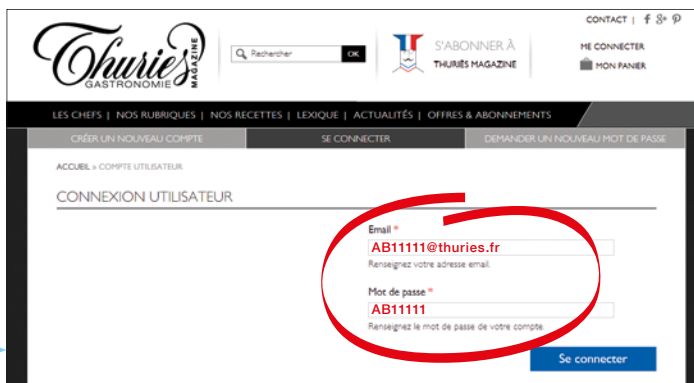 CONTACT | f g+ p
Thuriès
GASTRONOMIE
MAGAZINE
Rechercher
OK
S'ABONNER À
THURIÈS MAGAZINE
ME CONNECTER
MON PANIER
LES CHEFS | NOS RUBRIQUES | NOS RECETTES | LEXIQUE | ACTUALITÉS | OFFRES & ABONNEMENTS
CRÉER UN NOUVEAU COMPTE
SE CONNECTER
DEMANDER UN NOUVEAU MOT DE PASSE
ACCUEIL » COMPTE UTILISATEUR
CONNEXION UTILISATEUR
Email *
AB11111@thuries.fr
Renseignez votre adresse email.
Mot de passe *
AB11111
Renseignez le mot de passe de votre compte.
Se connecter